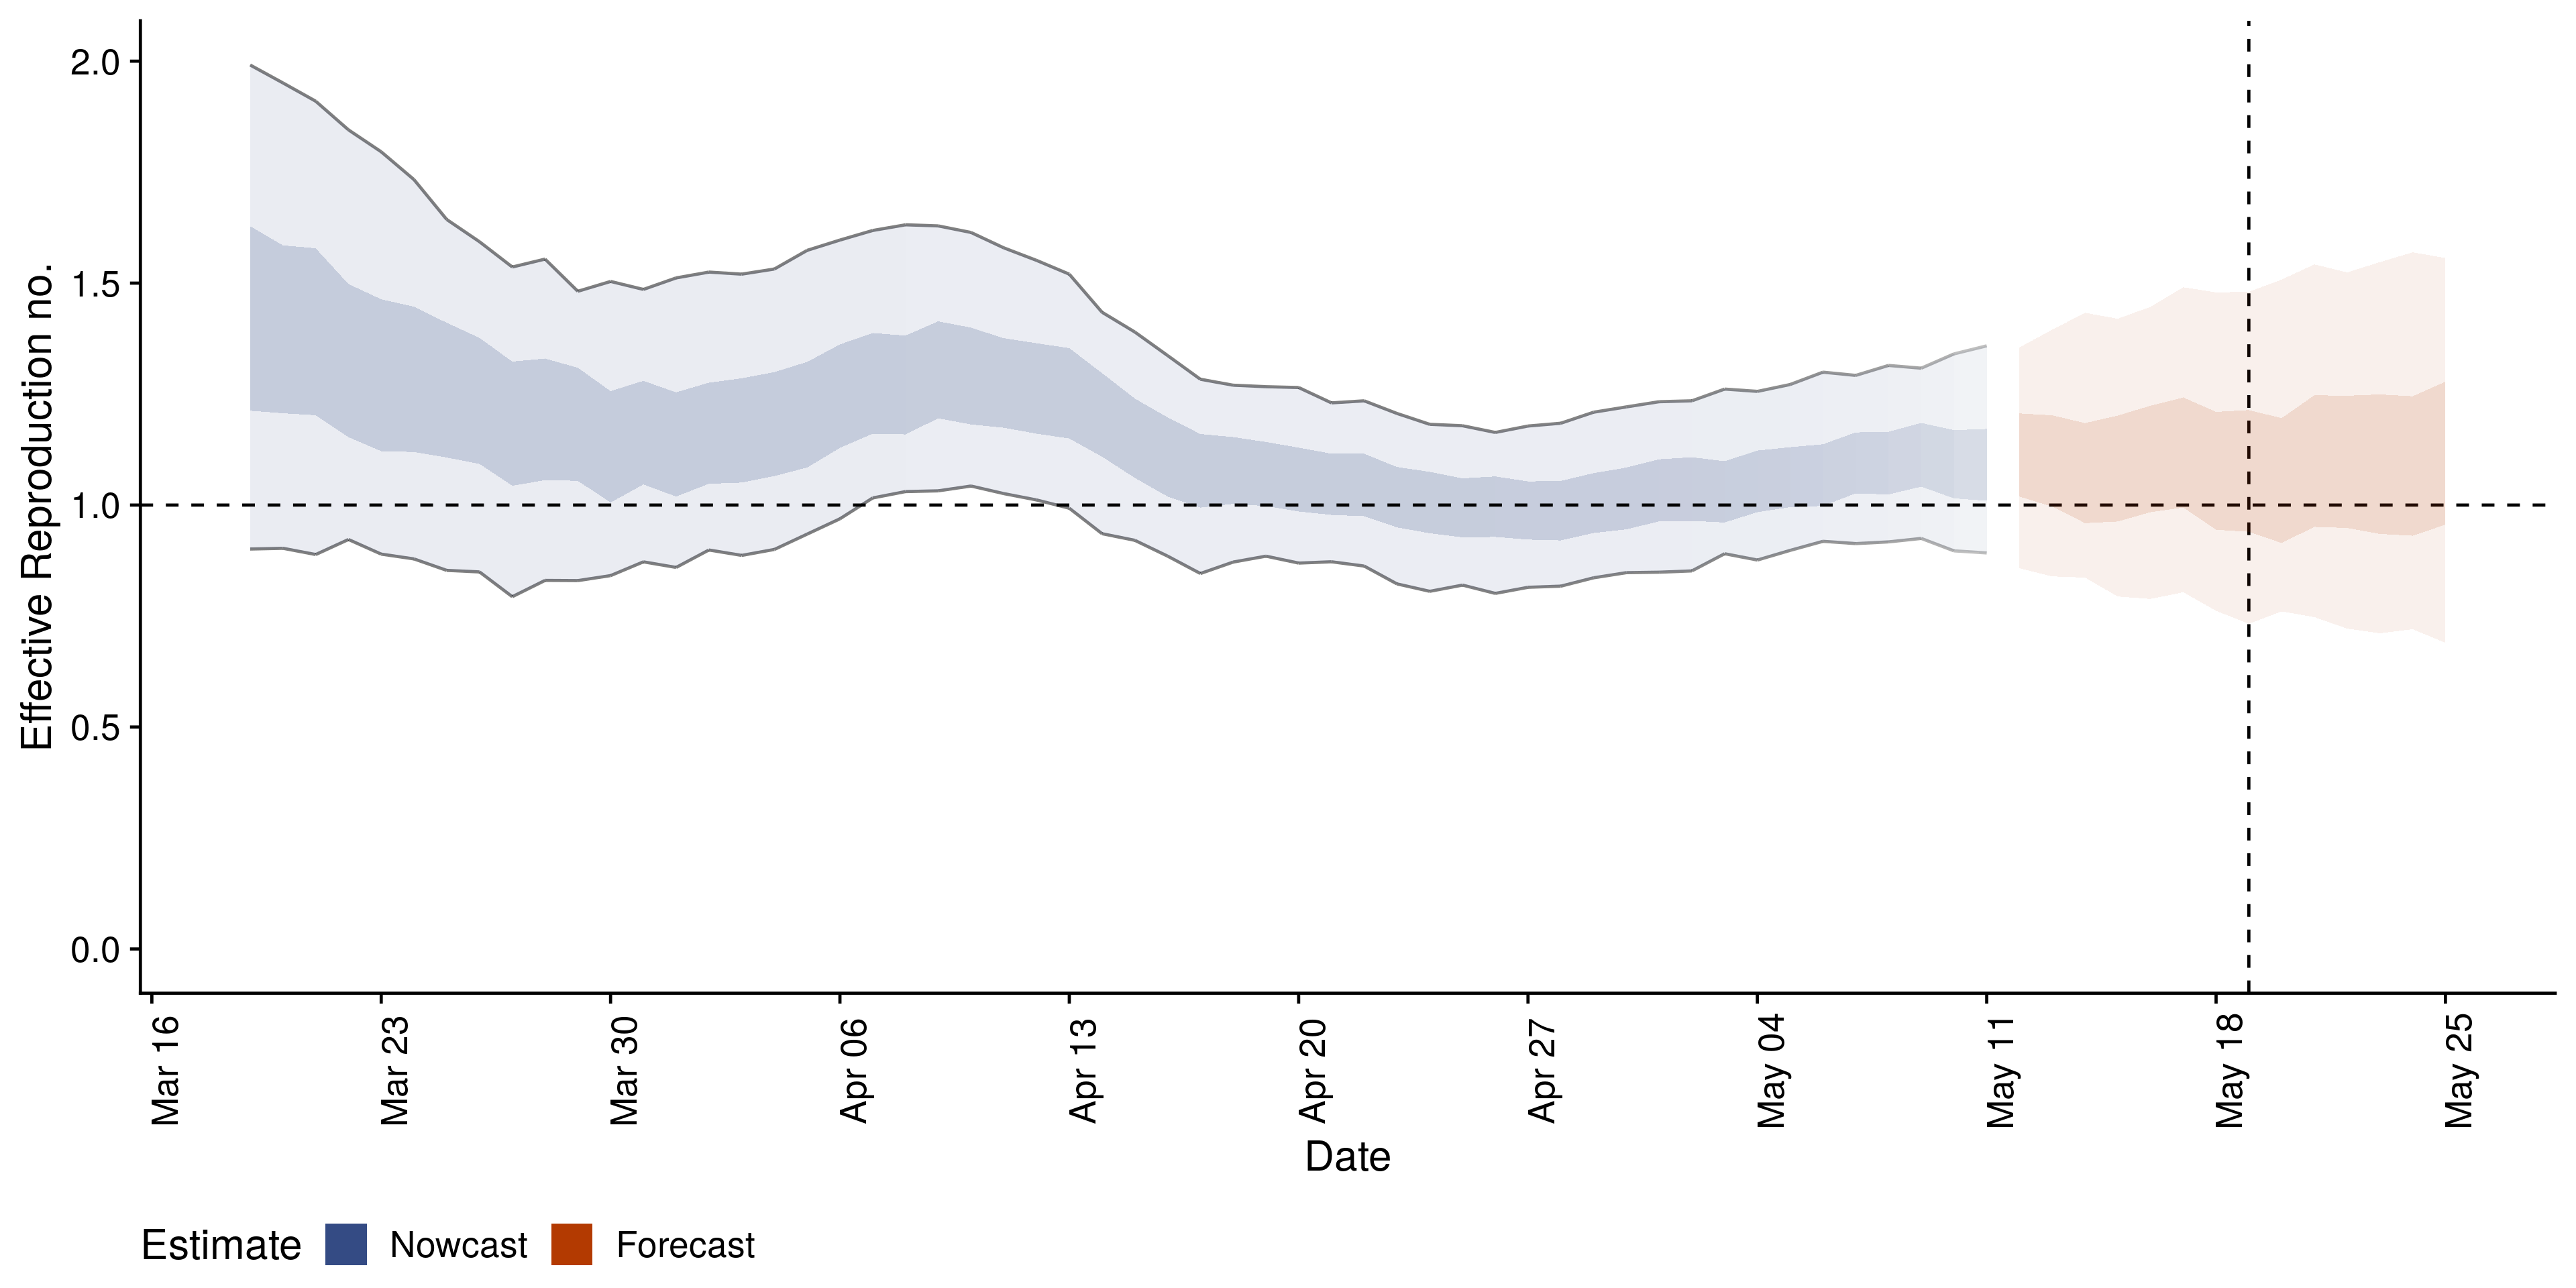 Effective Reproduction no.
2.0
1.5
1.0
0.5
0.0
Mar 16
Mar 23
Mar 30
Apr 06
Apr 13
Apr 20
Apr 27
May 04
May 11
May 18
May 25
Date
Estimate Nowcast Forecast